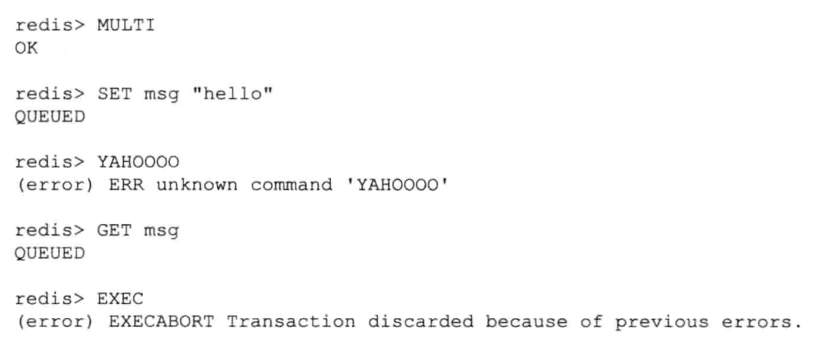 redis> MULTI
OK
redis> SET msg "hello"
QUEUED
redis> YAHOOOO
(error) ERR unknown command 'YAHOOOO'
redis> GET msg
QUEUED
redis> EXEC
(error) EXECABORT Transaction discarded because of previous errors.